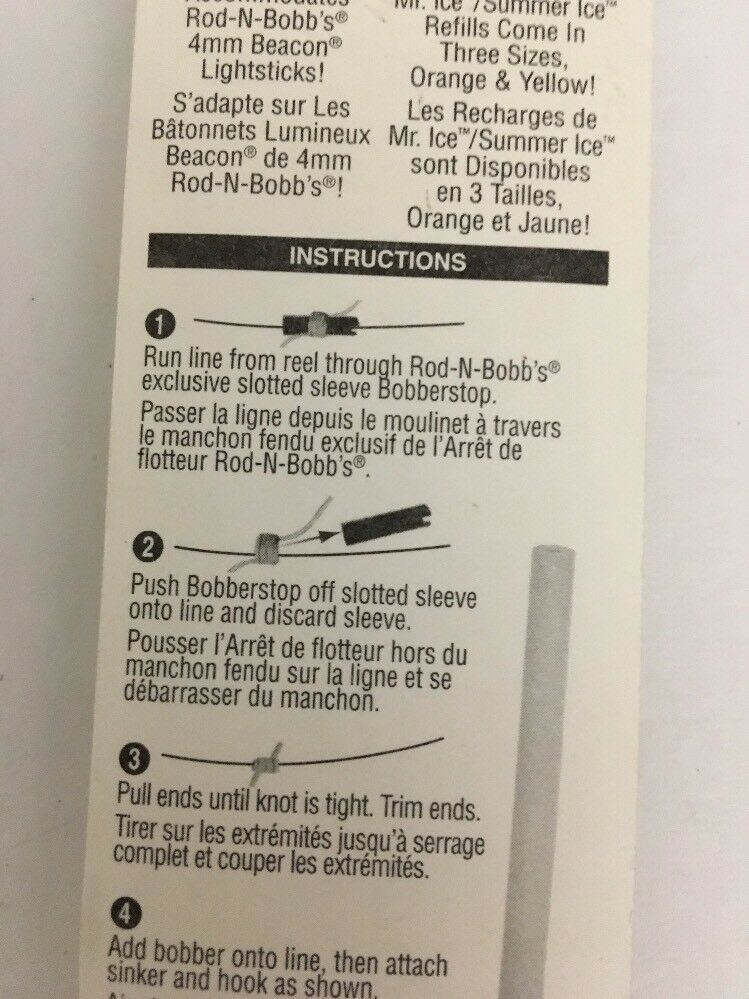 Accommodates
Rod-N-Bobb's®
4mm Beacon®
Lightsticks!
S'adapte sur Les
Bâtonnets Lumineux
Beacon® de 4mm
Rod-N-Bobb's®!
Mr. Ice™/Summer Ice™
Refills Come In
Three Sizes,
Orange & Yellow!
Les Recharges de
Mr. Ice™/Summer Ice™
sont Disponibles
en 3 Tailles,
Orange et Jaune!
INSTRUCTIONS
1
Run line from reel through Rod-N-Bobb's®
exclusive slotted sleeve Bobberstop.
Passer la ligne depuis le moulinet à travers
le manchon fendu exclusif de l'Arrêt de
flotteur Rod-N-Bobb's®.
2
Push Bobberstop off slotted sleeve
onto line and discard sleeve.
Pousser l'Arrêt de flotteur hors du
manchon fendu sur la ligne et se
débarrasser du manchon.
3
Pull ends until knot is tight. Trim ends.
Tirer sur les extrémités jusqu'à serrage
complet et couper les extrémités.
4
Add bobber onto line, then attach
sinker and hook as shown.